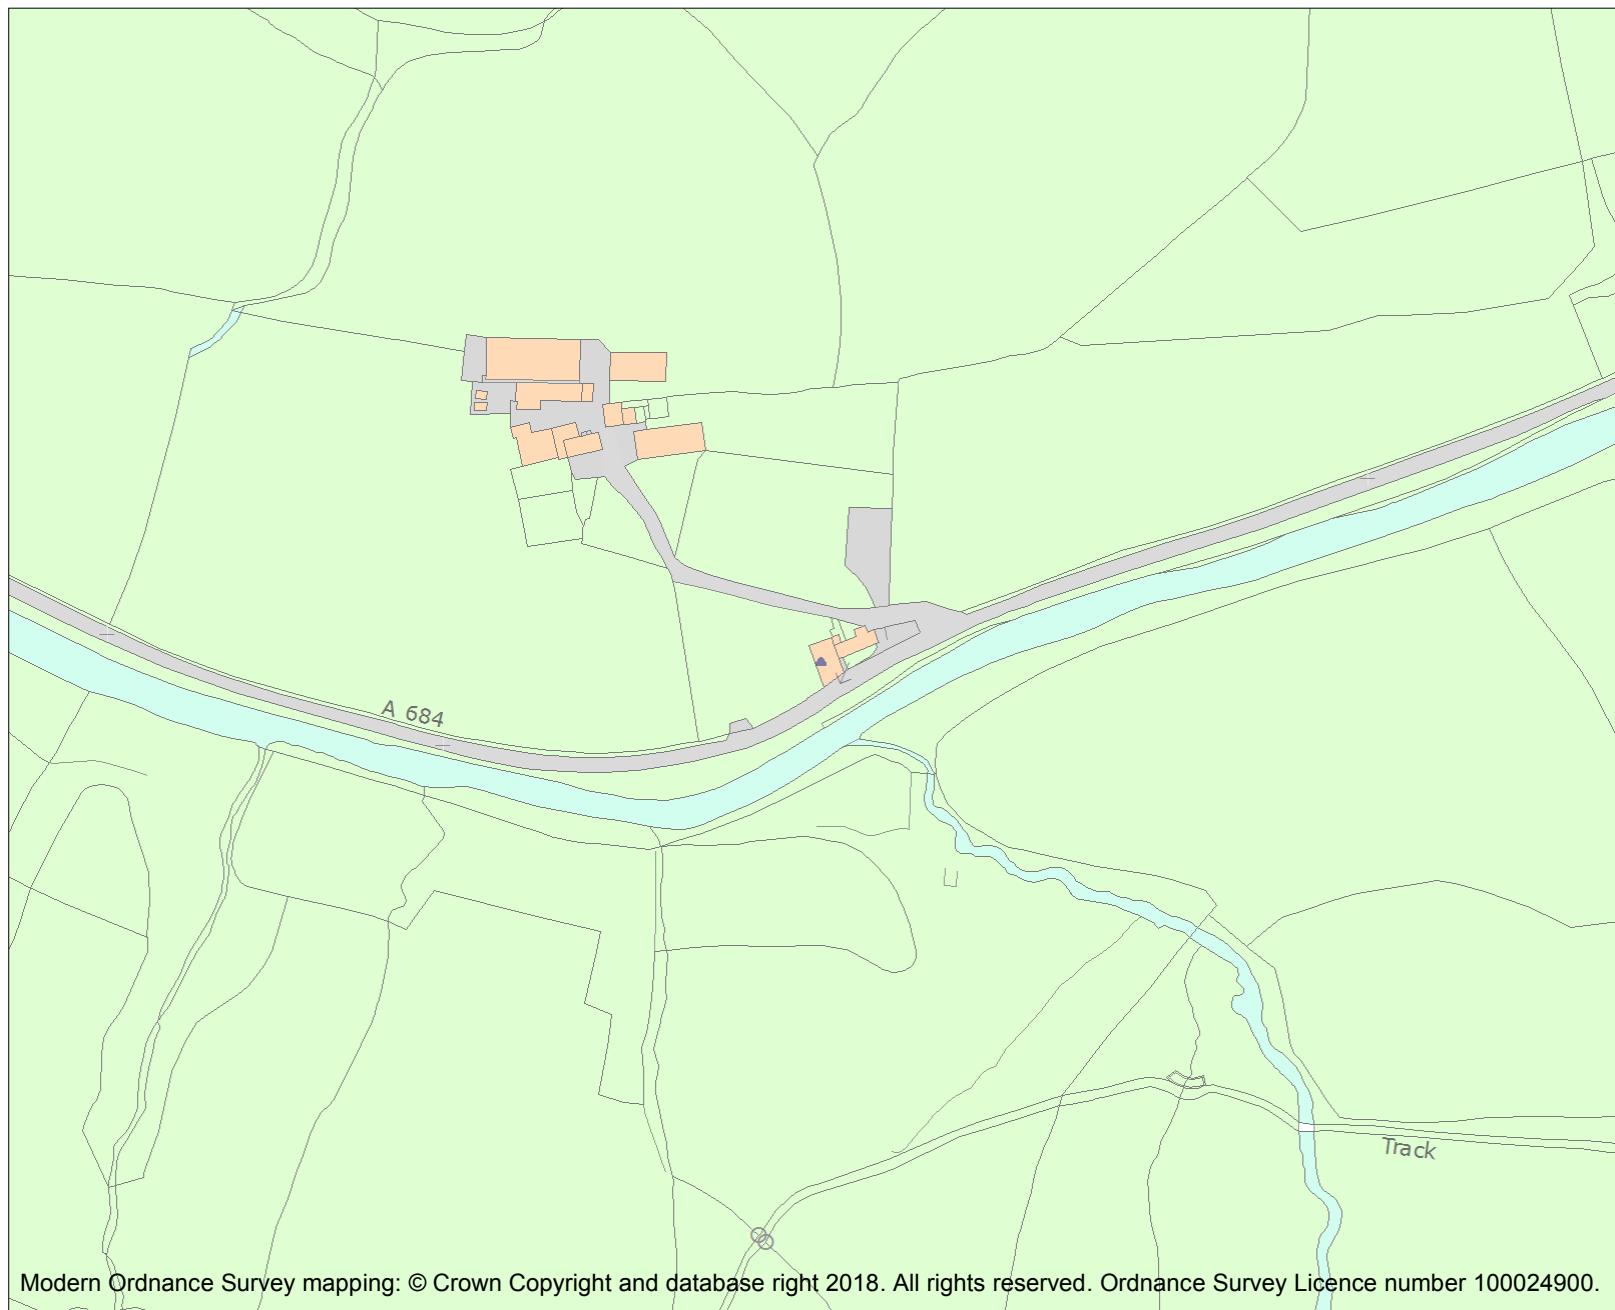 A 684
Track
Modern Ordnance Survey mapping: © Crown Copyright and database right 2018. All rights reserved. Ordnance Survey Licence number 100024900.